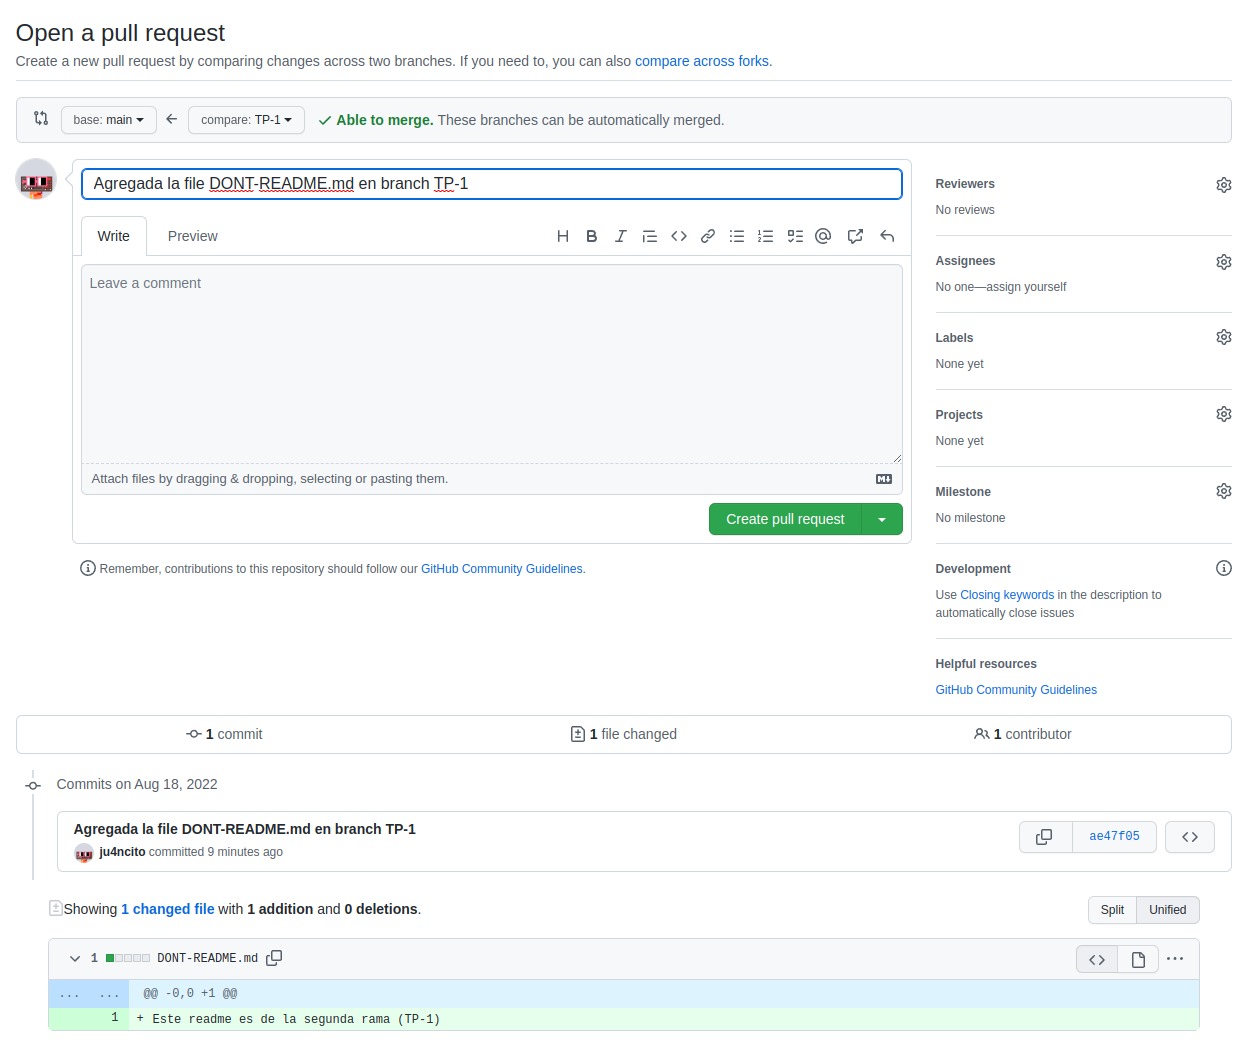 Open a pull request
Create a new pull request by comparing changes across two branches. If you need to, you can also compare across forks.
base: main
compare: TP-1
Able to merge. These branches can be automatically merged.
Agregada la file DONT-README.md en branch TP-1
Write
Preview
Leave a comment
Attach files by dragging & dropping, selecting or pasting them.
Create pull request
Remember, contributions to this repository should follow our GitHub Community Guidelines.
Reviewers
No reviews
Assignees
No one—assign yourself
Labels
None yet
Projects
None yet
Milestone
No milestone
Development
Use Closing keywords in the description to
automatically close issues
Helpful resources
GitHub Community Guidelines
1 commit
1 file changed
1 contributor
Commits on Aug 18, 2022
Agregada la file DONT-README.md en branch TP-1
ju4ncito committed 9 minutes ago
ae47f05
Showing 1 changed file with 1 addition and 0 deletions.
Split
Unified
1 DONT-README.md
... ... @@ -0,0 +1 @@
1 + Este readme es de la segunda rama (TP-1)